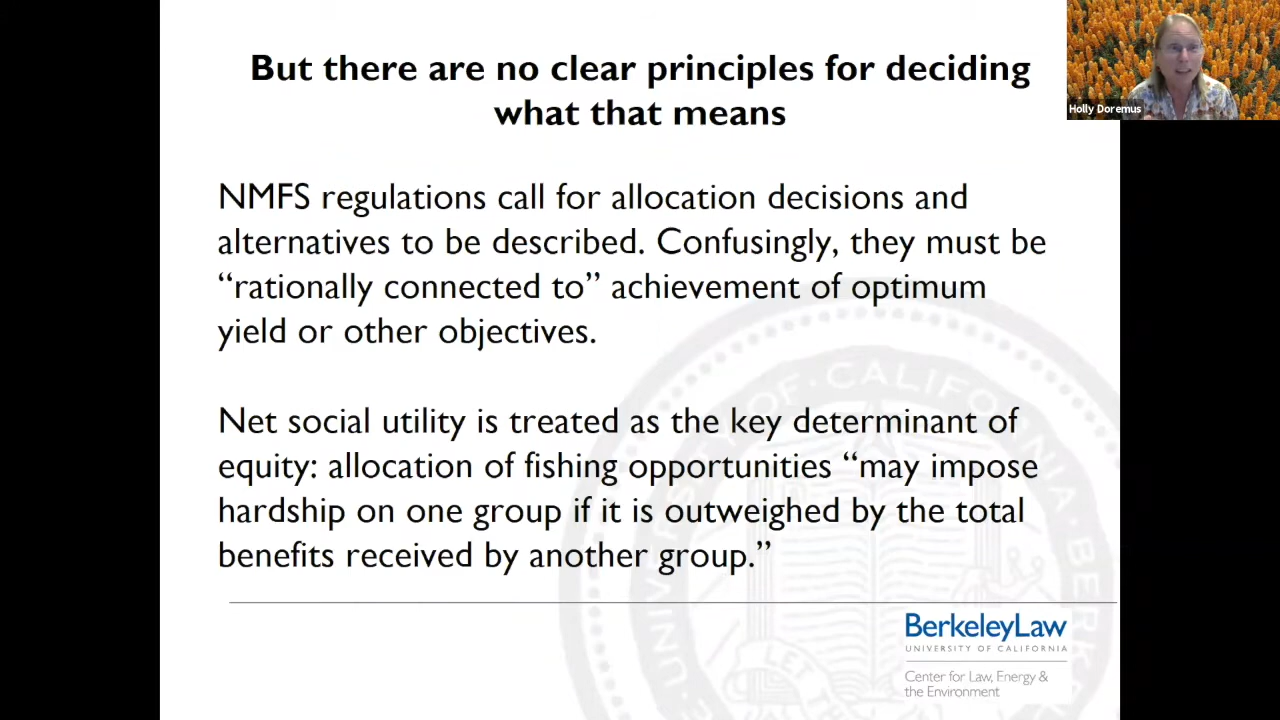 But there are no clear principles for deciding
what that means
Holly Doremus
NMFS regulations call for allocation decisions and
alternatives to be described. Confusingly, they must be
“rationally connected to” achievement of optimum
yield or other objectives.
Net social utility is treated as the key determinant of
equity: allocation of fishing opportunities “may impose
hardship on one group if it is outweighed by the total
benefits received by another group.”
BerkeleyLaw
UNIVERSITY OF CALIFORNIA
Center for Law, Energy &
the Environment